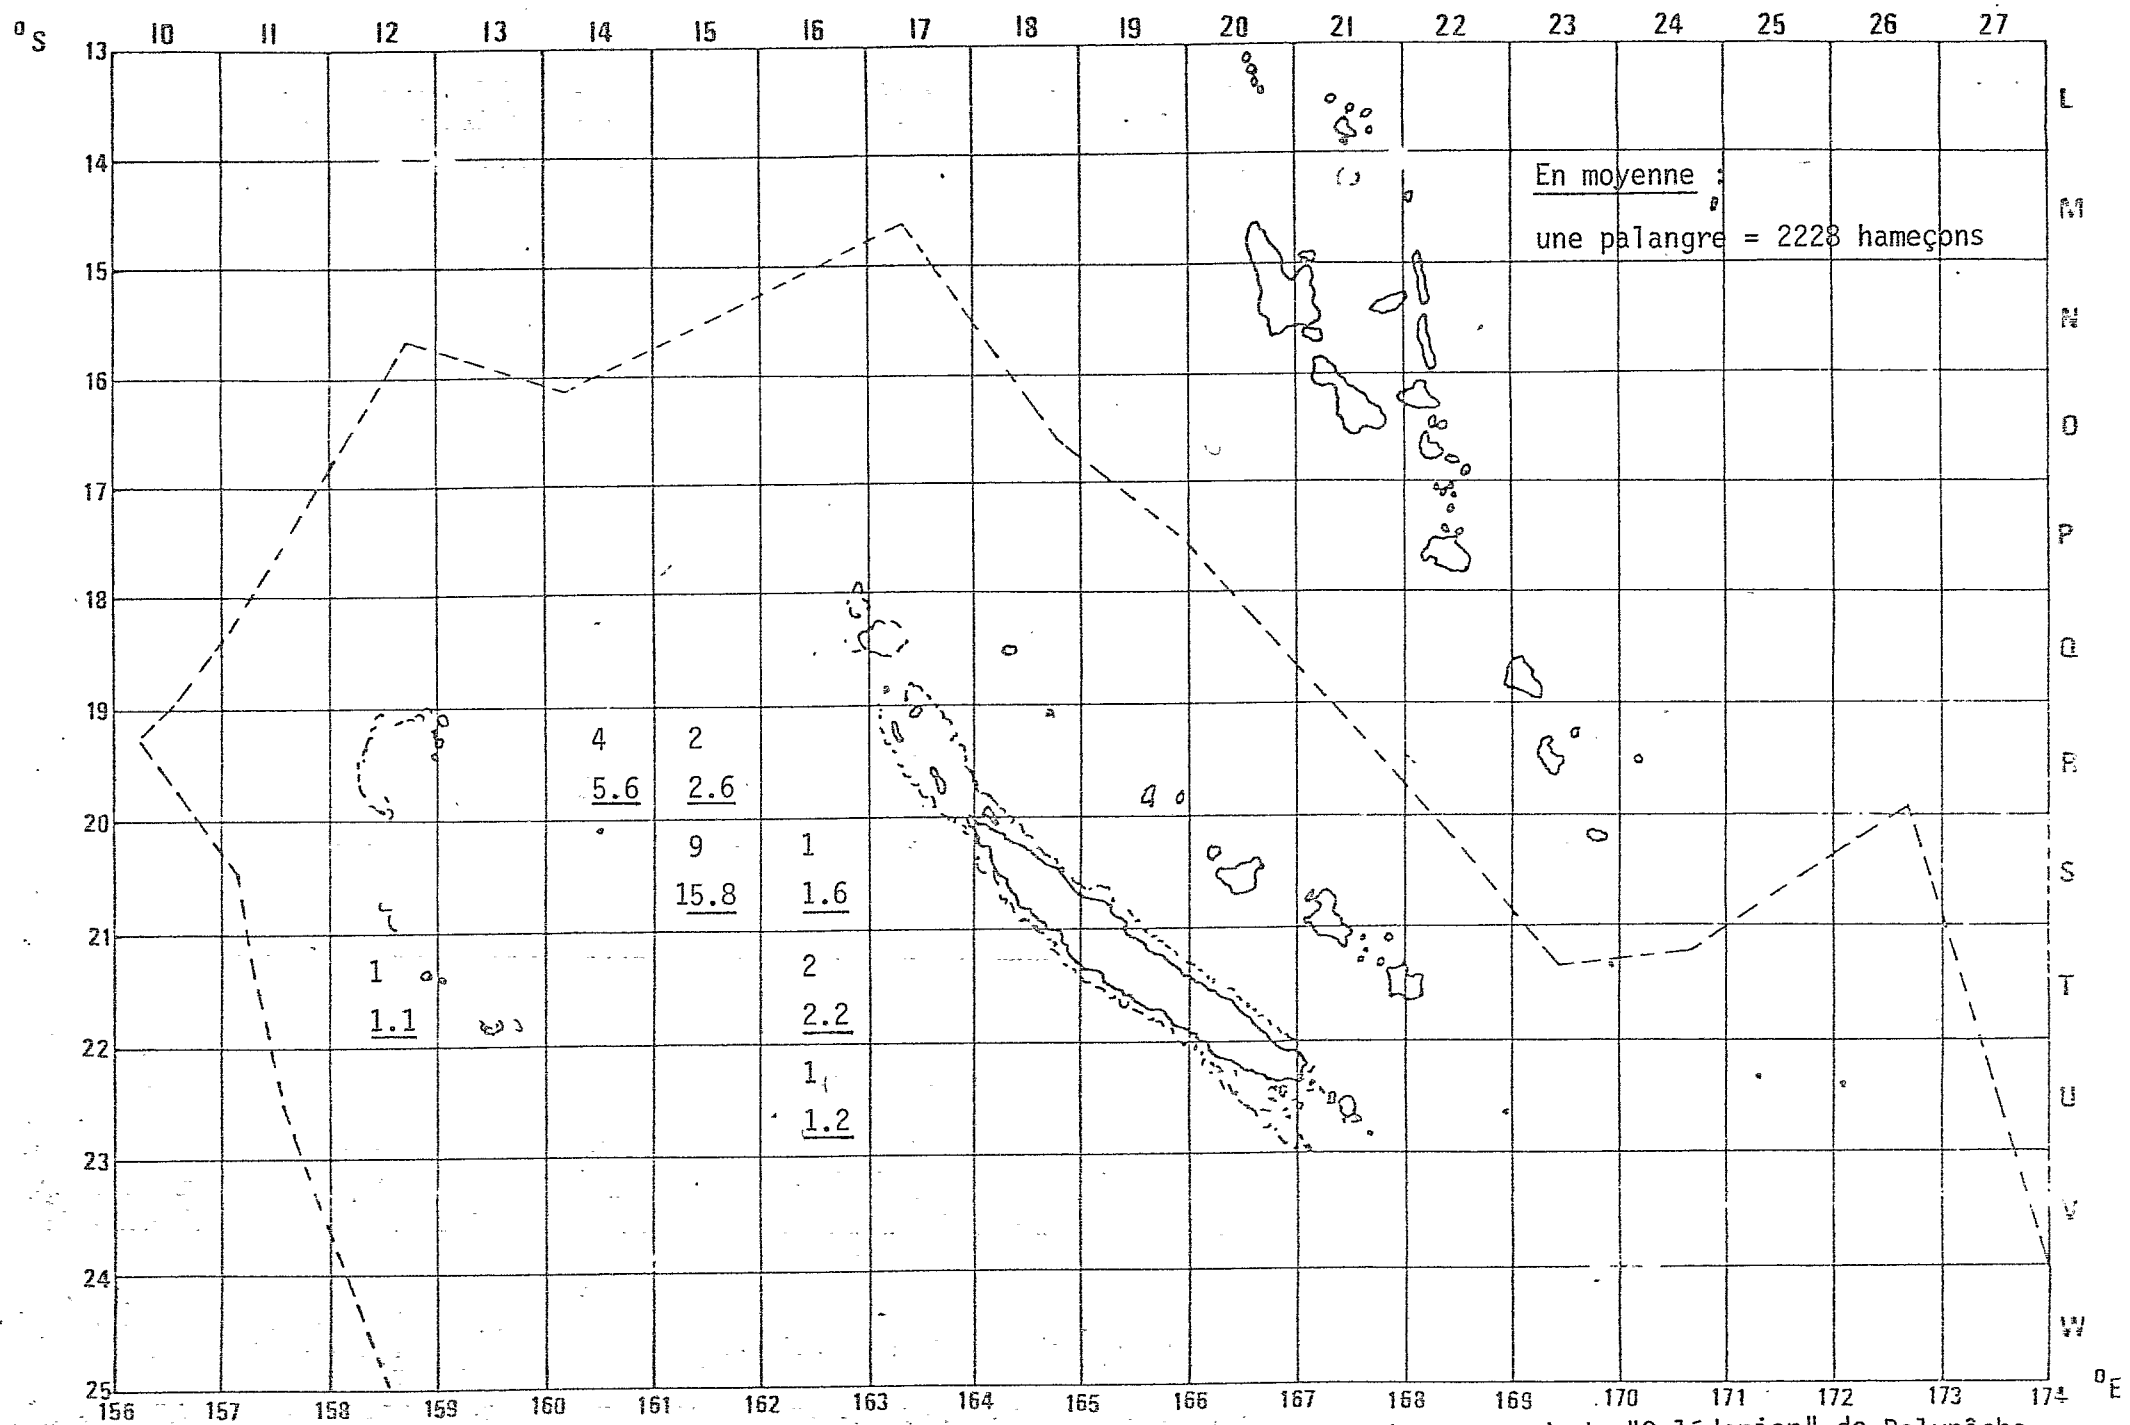 °S 10 11 12 13 14 15 16 17 18 19 20 21 22 23 24 25 26 27
13
L
14
En moyenne :
M
une palangre = 2228 hameçons
15
N
16
O
17
P
18
Q
19
4 2
R
5.6 2.6
20
9 1
S
15.8 1.6
21
1 2
T
1.1 2.2
22
1
U
1.2
23
V
24
W
25
°E
156 157 158 159 160 161 162 163 164 165 166 167 168 169 170 171 172 173 174